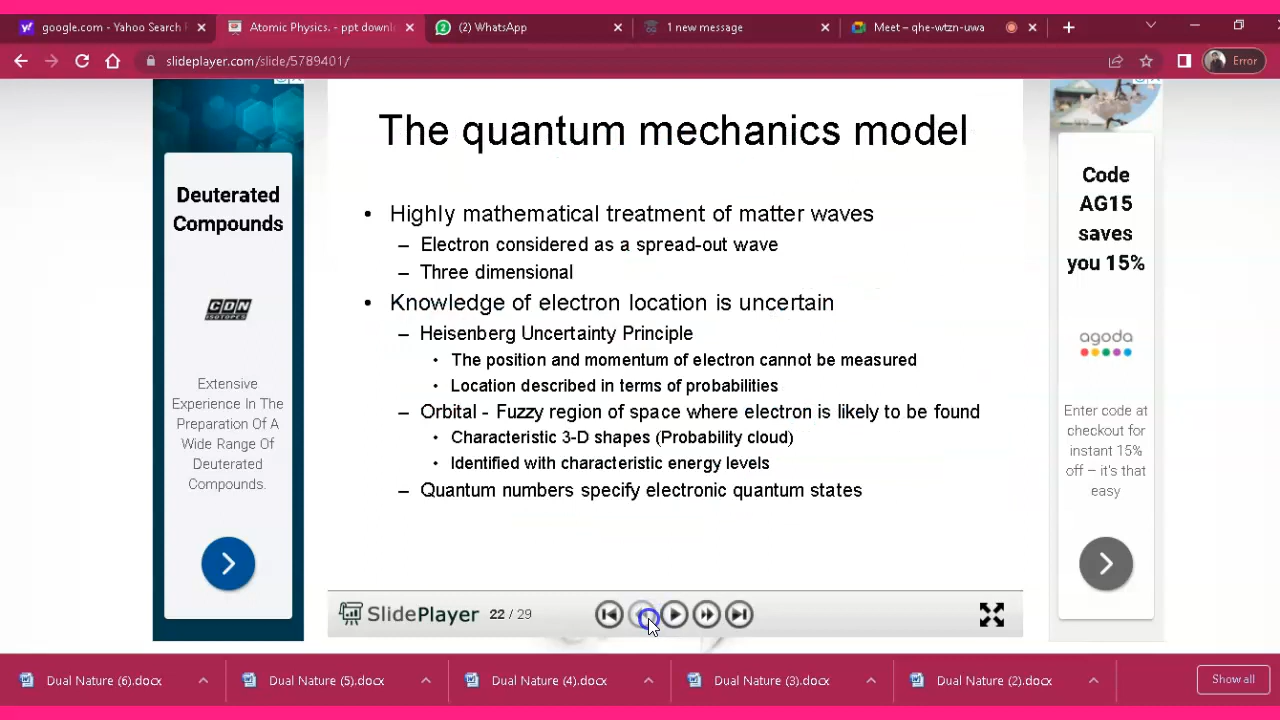 google.com - Yahoo Search
Atomic Physics. - ppt downl
(2) WhatsApp
1 new message
Meet – qhe-wtzn-uwa
slideplayer.com/slide/5789401/
Error
The quantum mechanics model
• Highly mathematical treatment of matter waves
– Electron considered as a spread-out wave
– Three dimensional
• Knowledge of electron location is uncertain
– Heisenberg Uncertainty Principle
• The position and momentum of electron cannot be measured
• Location described in terms of probabilities
– Orbital - Fuzzy region of space where electron is likely to be found
• Characteristic 3-D shapes (Probability cloud)
• Identified with characteristic energy levels
– Quantum numbers specify electronic quantum states
Deuterated
Compounds
CDN
ISOTOPES
Extensive
Experience In The
Preparation Of A
Wide Range Of
Deuterated
Compounds.
Code
AG15
saves
you 15%
agoda
Enter code at
checkout for
instant 15%
off – it's that
easy
SlidePlayer
22 / 29
Dual Nature (6).docx
Dual Nature (5).docx
Dual Nature (4).docx
Dual Nature (3).docx
Dual Nature (2).docx
Show all